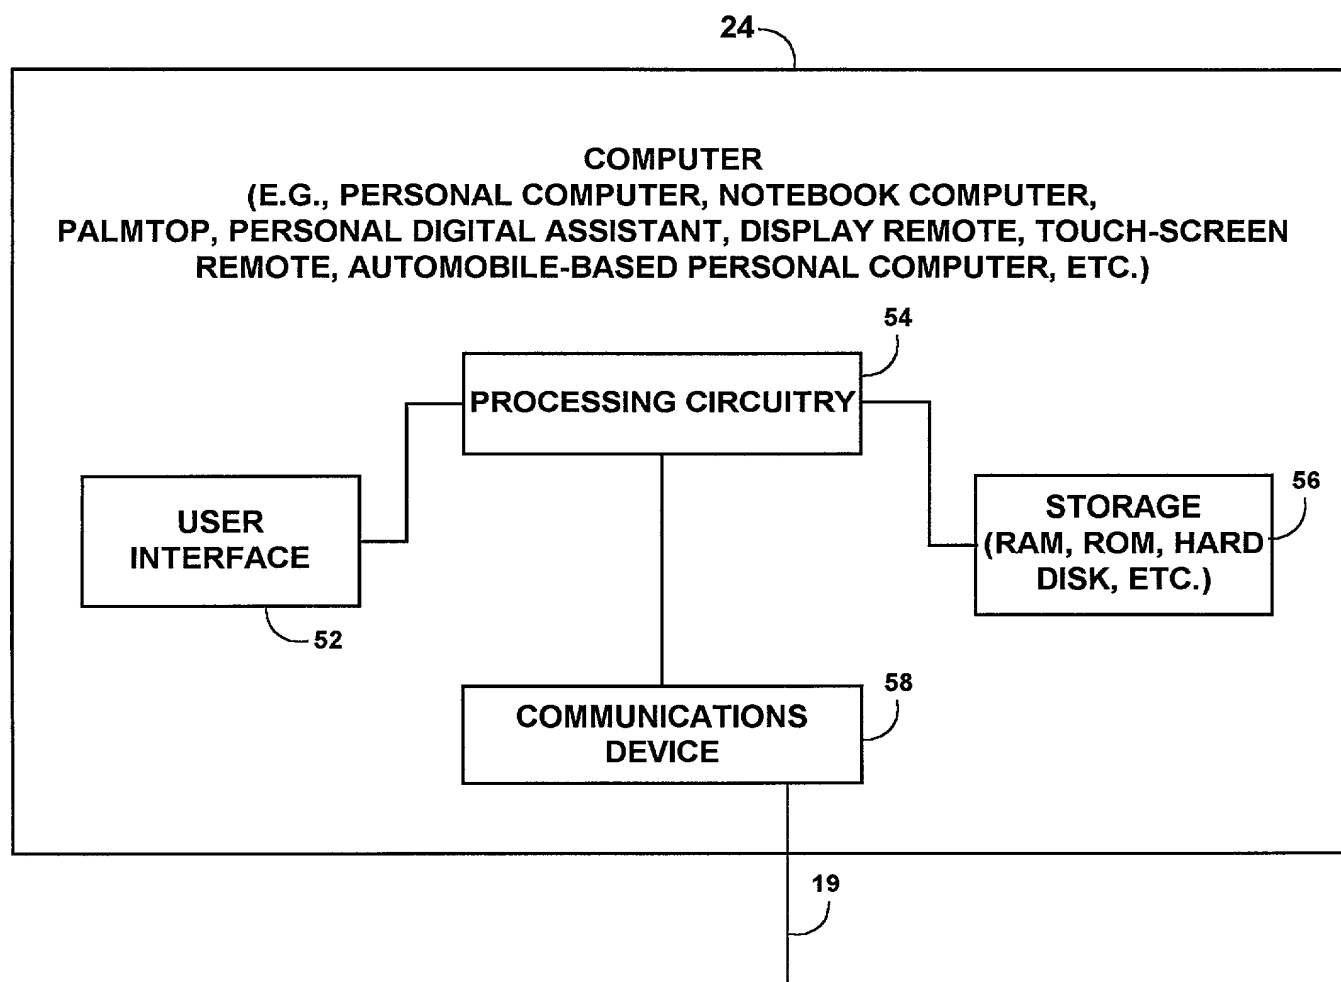 24
COMPUTER
(E.G., PERSONAL COMPUTER, NOTEBOOK COMPUTER,
PALMTOP, PERSONAL DIGITAL ASSISTANT, DISPLAY REMOTE, TOUCH-SCREEN
REMOTE, AUTOMOBILE-BASED PERSONAL COMPUTER, ETC.)
54
PROCESSING CIRCUITRY
USER
INTERFACE
52
56
STORAGE
(RAM, ROM, HARD
DISK, ETC.)
58
COMMUNICATIONS
DEVICE
19